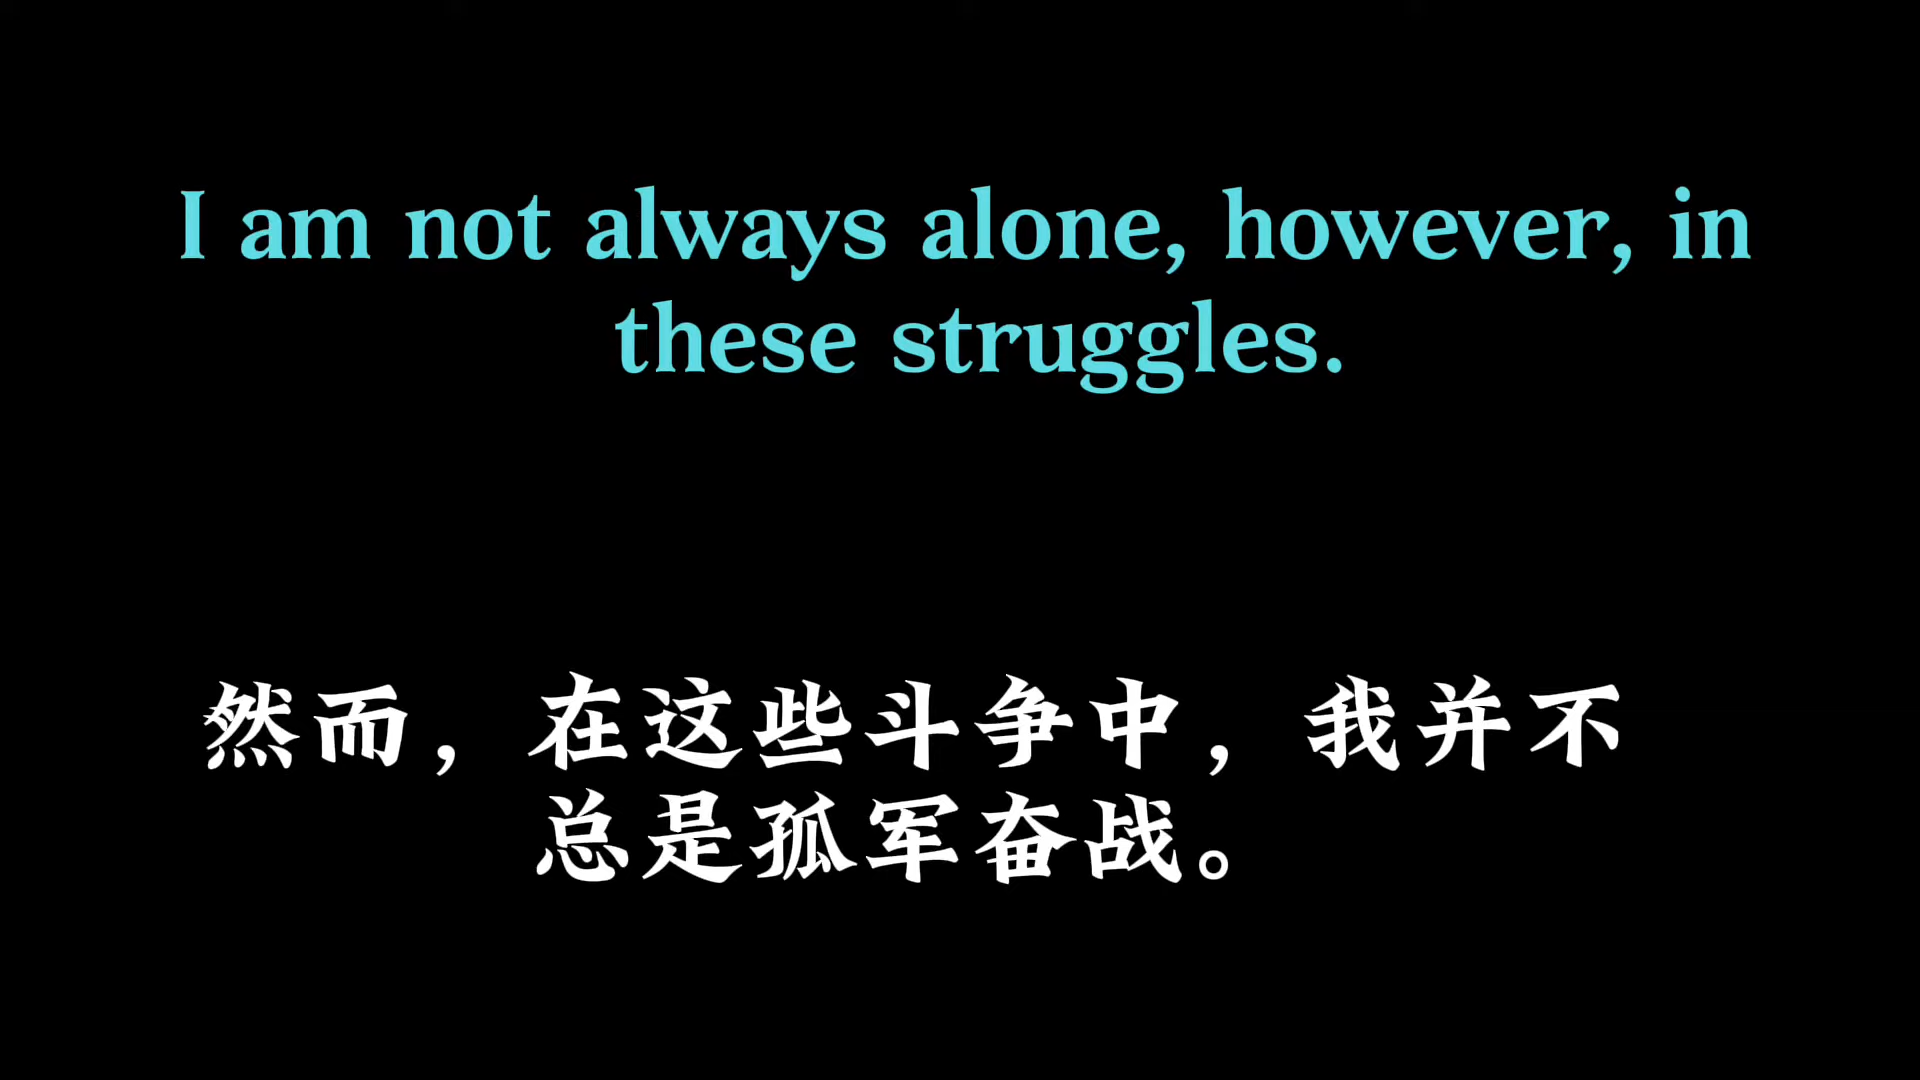 I am not always alone, however, in
these struggles.
然而，在这些斗争中，我并不
总是孤军奋战。